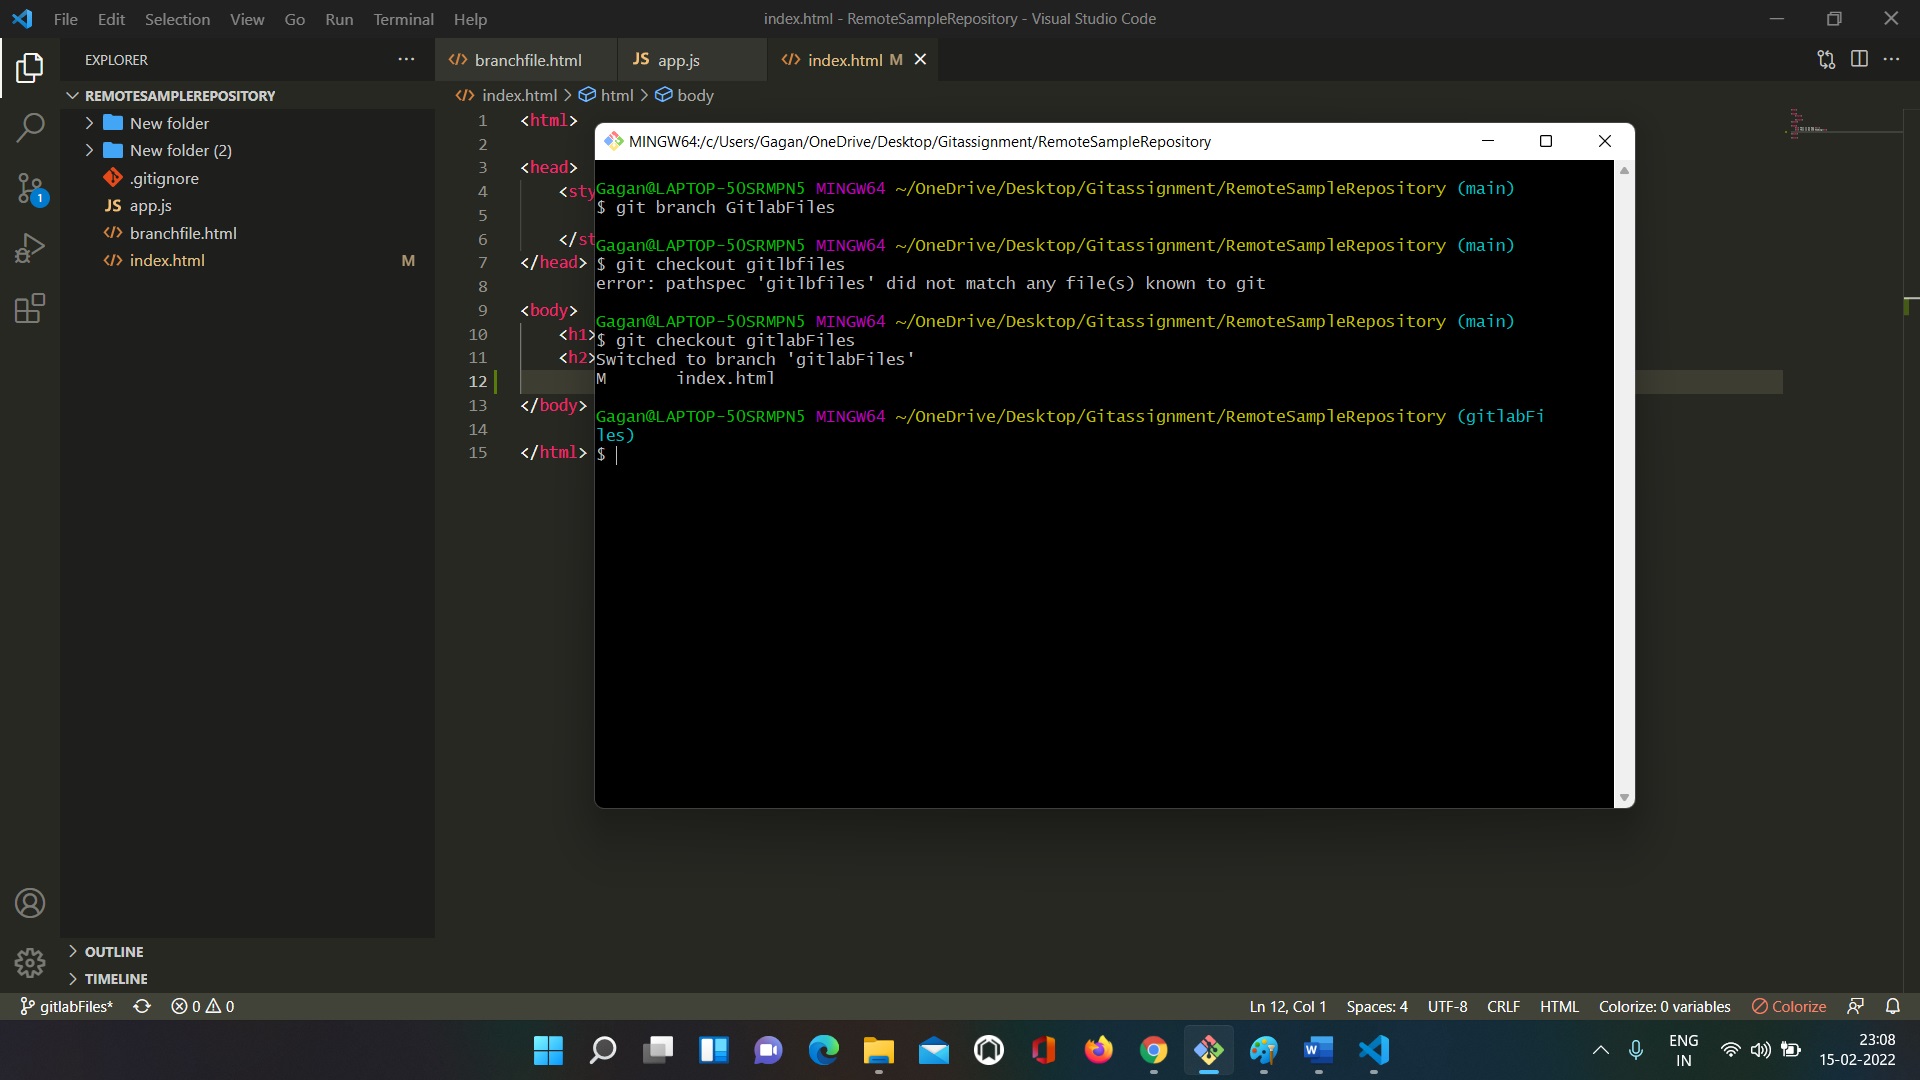 File Edit Selection View Go Run Terminal Help
index.html - RemoteSampleRepository - Visual Studio Code
EXPLORER
branchfile.html
JS app.js
index.html M
REMOTESAMPLEREPOSITORY
New folder
New folder (2)
.gitignore
JS app.js
branchfile.html
index.html M
1
index.html > html > body
1 <html>
2
3 <head>
4 <sty
5
6 </st
7 </head>
8
9 <body>
10 <h1>
11 <h2>
12
13 </body>
14
15 </html>
MINGW64:/c/Users/Gagan/OneDrive/Desktop/Gitassignment/RemoteSampleRepository
Gagan@LAPTOP-5OSRMPN5 MINGW64 ~/OneDrive/Desktop/Gitassignment/RemoteSampleRepository (main)
$ git branch GitlabFiles
Gagan@LAPTOP-5OSRMPN5 MINGW64 ~/OneDrive/Desktop/Gitassignment/RemoteSampleRepository (main)
$ git checkout gitlbfiles
error: pathspec 'gitlbfiles' did not match any file(s) known to git
Gagan@LAPTOP-5OSRMPN5 MINGW64 ~/OneDrive/Desktop/Gitassignment/RemoteSampleRepository (main)
$ git checkout gitlabFiles
Switched to branch 'gitlabFiles'
M index.html
Gagan@LAPTOP-5OSRMPN5 MINGW64 ~/OneDrive/Desktop/Gitassignment/RemoteSampleRepository (gitlabFi
les)
$
OUTLINE
TIMELINE
gitlabFiles* 0 0
Ln 12, Col 1 Spaces: 4 UTF-8 CRLF HTML Colorize: 0 variables Colorize
ENG
IN
23:08
15-02-2022